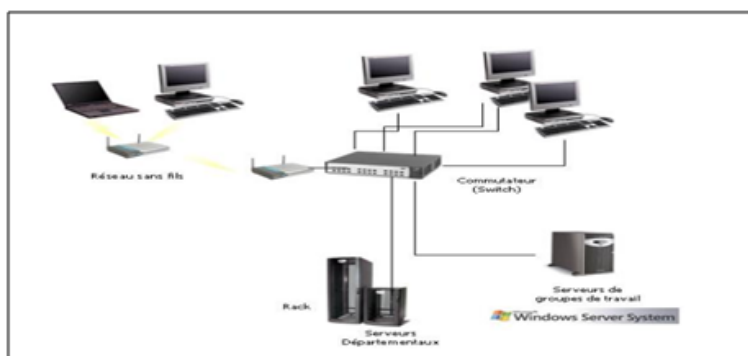 Réseau sans fils
Commutateur
(Switch)
Rack
Serveurs
Départementaux
Serveurs de
groupes de travail
Windows Server System